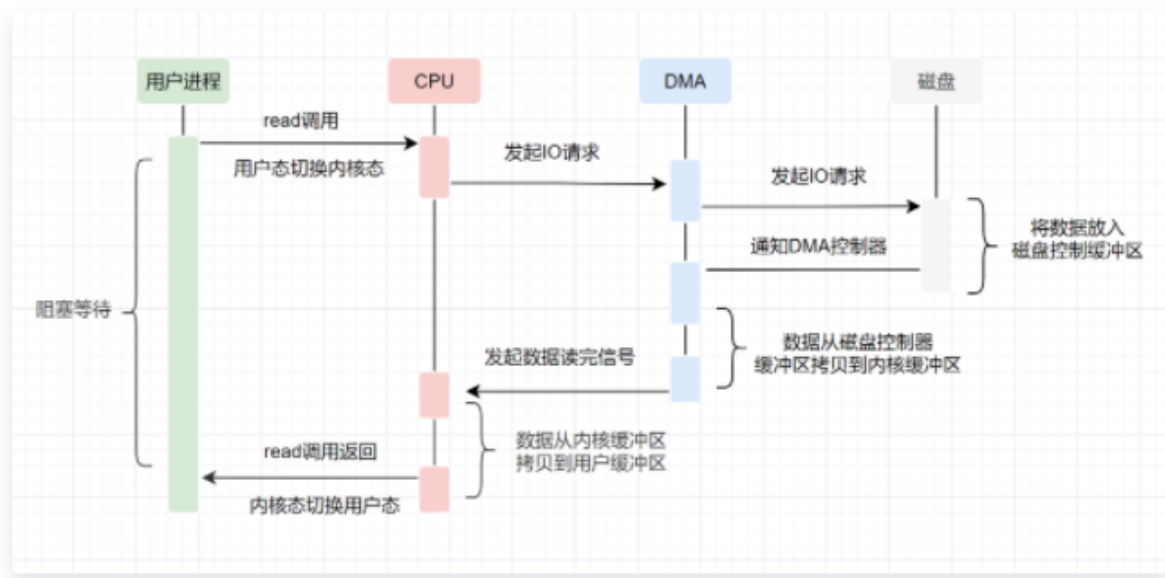 用户进程
CPU
DMA
磁盘
read调用
用户态切换内核态
发起IO请求
发起IO请求
将数据放入
磁盘控制缓冲区
通知DMA控制器
阻塞等待
数据从磁盘控制器
缓冲区拷贝到内核缓冲区
发起数据读完信号
数据从内核缓冲区
拷贝到用户缓冲区
read调用返回
内核态切换用户态